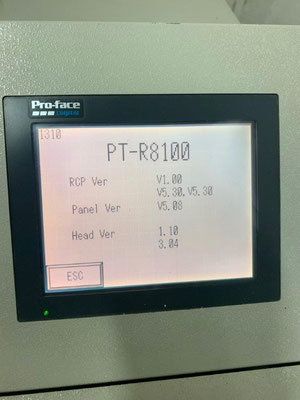 Pro-face
1310
PT-R8100
RCP Ver V1.00
V5.30,V5.30
Panel Ver V5.08
Head Ver 1.10
3.04
ESC